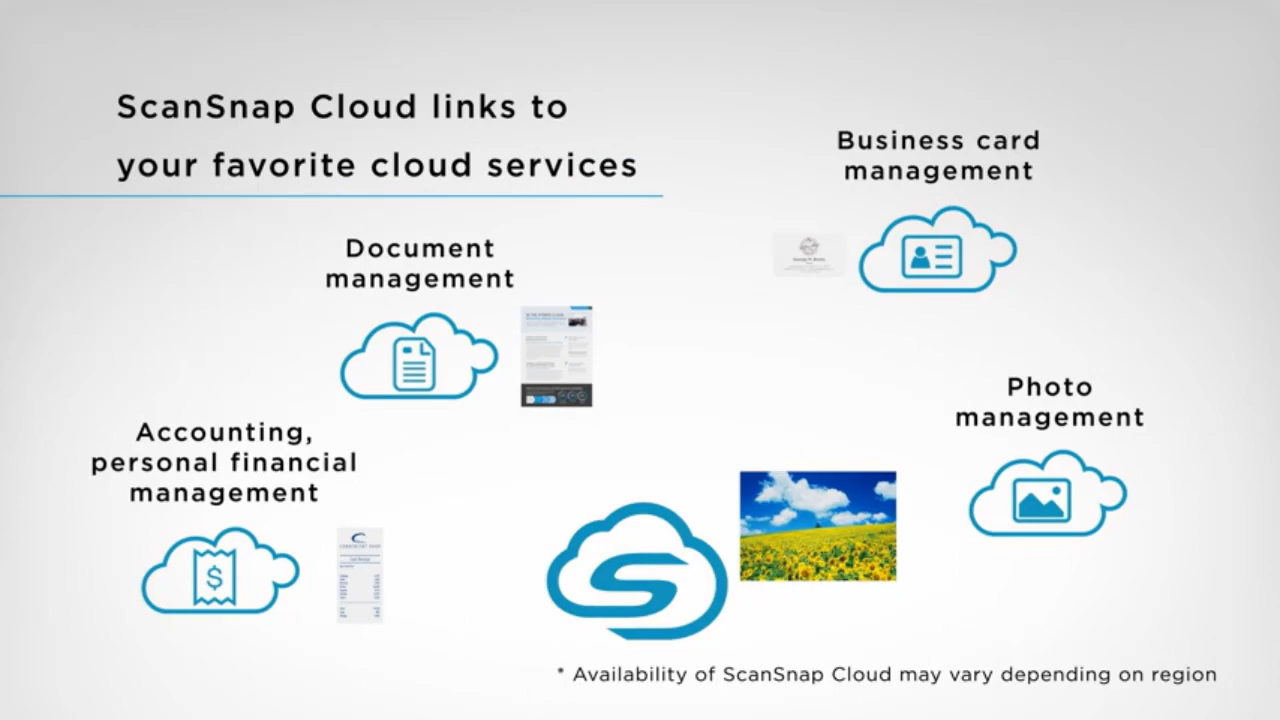 ScanSnap Cloud links to
your favorite cloud services
Business card
management
Document
management
Photo
management
Accounting,
personal financial
management
$
* Availability of ScanSnap Cloud may vary depending on region